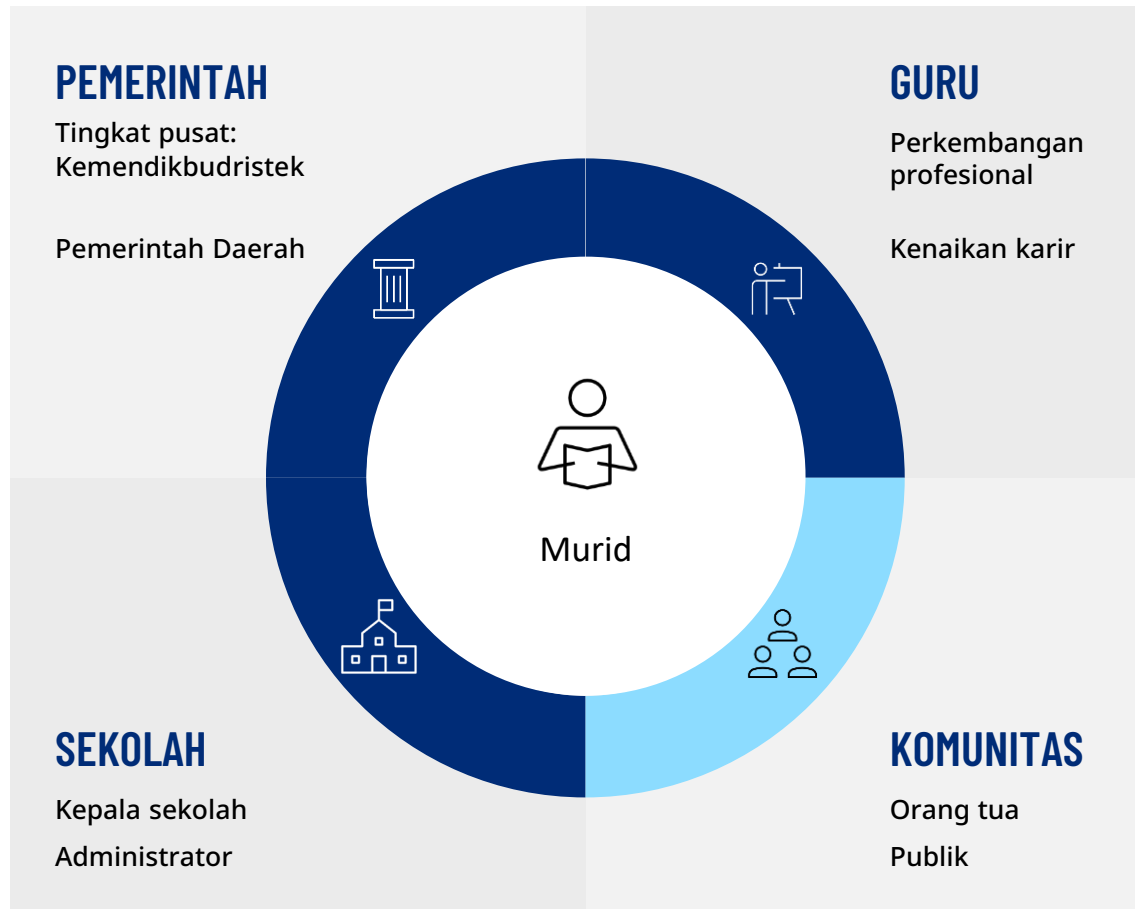 PEMERINTAH
Tingkat pusat:
Kemendikbudristek
Pemerintah Daerah
GURU
Perkembangan
profesional
Kenaikan karir
Murid
SEKOLAH
Kepala sekolah
Administrator
KOMUNITAS
Orang tua
Publik